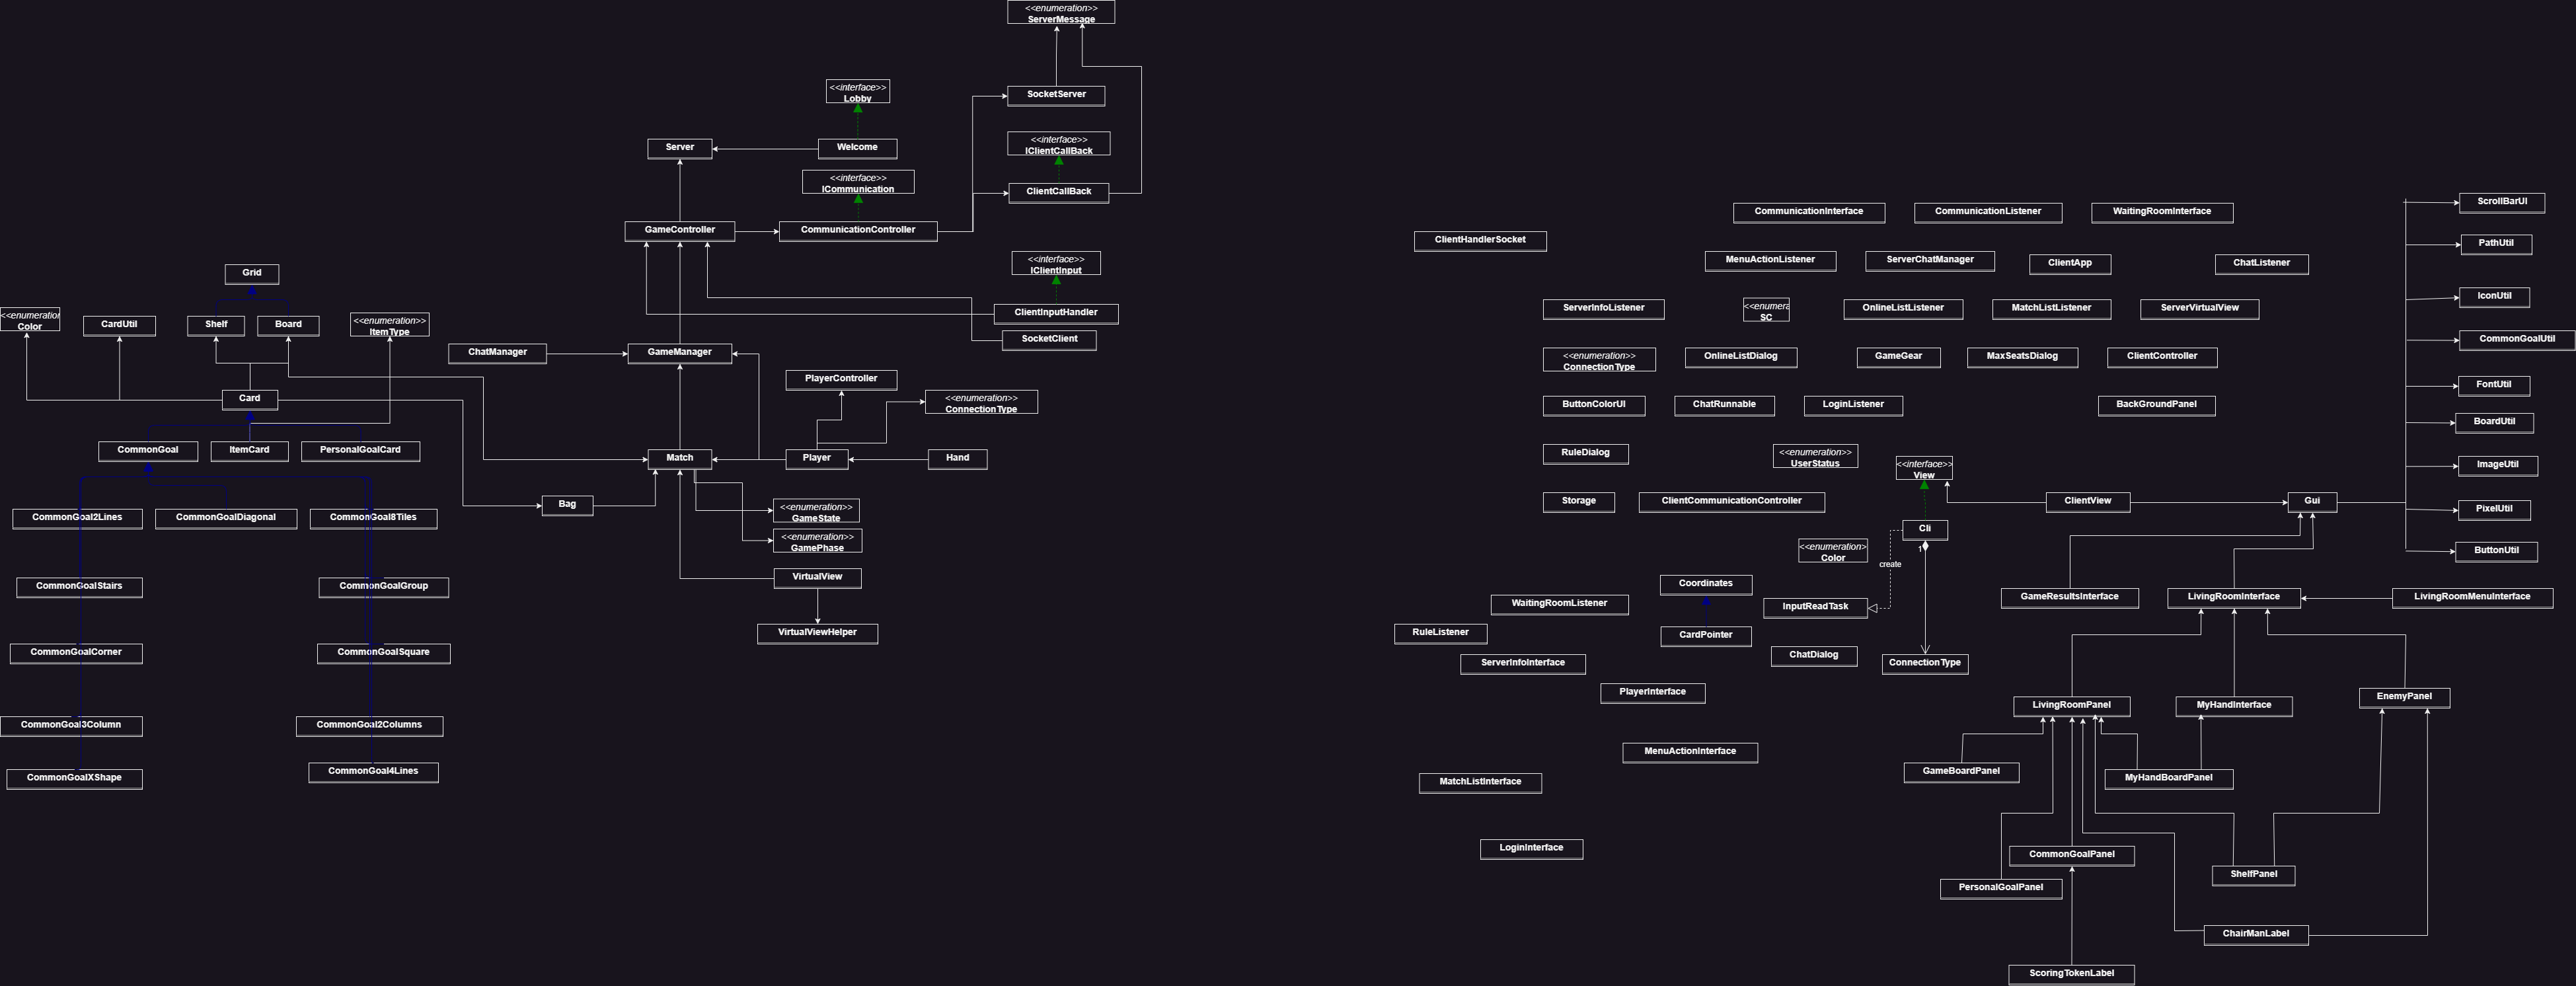 <<enumeration>>
ServerMessage
SocketServer
<<interface>>
Lobby
Server
Welcome
<<interface>>
IClientCallBack
<<interface>>
ICommunication
ClientCallBack
GameController
CommunicationController
<<interface>>
IClientInput
ClientInputHandler
SocketClient
Grid
<<enumeration
Color
CardUtil
Shelf
Board
<<enumeration>>
ItemType
ChatManager
GameManager
PlayerController
<<enumeration>>
ConnectionType
Card
CommonGoal
ItemCard
PersonalGoalCard
Match
Player
Hand
Bag
<<enumeration>>
GameState
<<enumeration>>
GamePhase
VirtualView
VirtualViewHelper
CommonGoal2Lines
CommonGoalDiagonal
CommonGoal8Tiles
CommonGoalStairs
CommonGoalGroup
CommonGoalCorner
CommonGoalSquare
CommonGoal3Column
CommonGoal2Columns
CommonGoalXShape
CommonGoal4Lines
CommunicationInterface
CommunicationListener
WaitingRoomInterface
ClientHandlerSocket
MenuActionListener
ServerChatManager
ClientApp
ChatListener
ServerInfoListener
<<enumera
SC
OnlineListListener
MatchListListener
ServerVirtualView
<<enumeration>>
ConnectionType
OnlineListDialog
GameGear
MaxSeatsDialog
ClientController
ButtonColorUI
ChatRunnable
LoginListener
BackGroundPanel
RuleDialog
<<enumeration>>
UserStatus
<<interface>>
View
Storage
ClientCommunicationController
ClientView
Gui
Cli
1
create
<<enumeration>
Color
Coordinates
InputReadTask
WaitingRoomListener
CardPointer
RuleListener
ChatDialog
ConnectionType
ServerInfoInterface
PlayerInterface
MenuActionInterface
MatchListInterface
LoginInterface
ScrollBarUI
PathUtil
IconUtil
CommonGoalUtil
FontUtil
BoardUtil
ImageUtil
PixelUtil
ButtonUtil
GameResultsInterface
LivingRoomInterface
LivingRoomMenuInterface
LivingRoomPanel
MyHandInterface
EnemyPanel
GameBoardPanel
MyHandBoardPanel
CommonGoalPanel
PersonalGoalPanel
ShelfPanel
ChairManLabel
ScoringTokenLabel